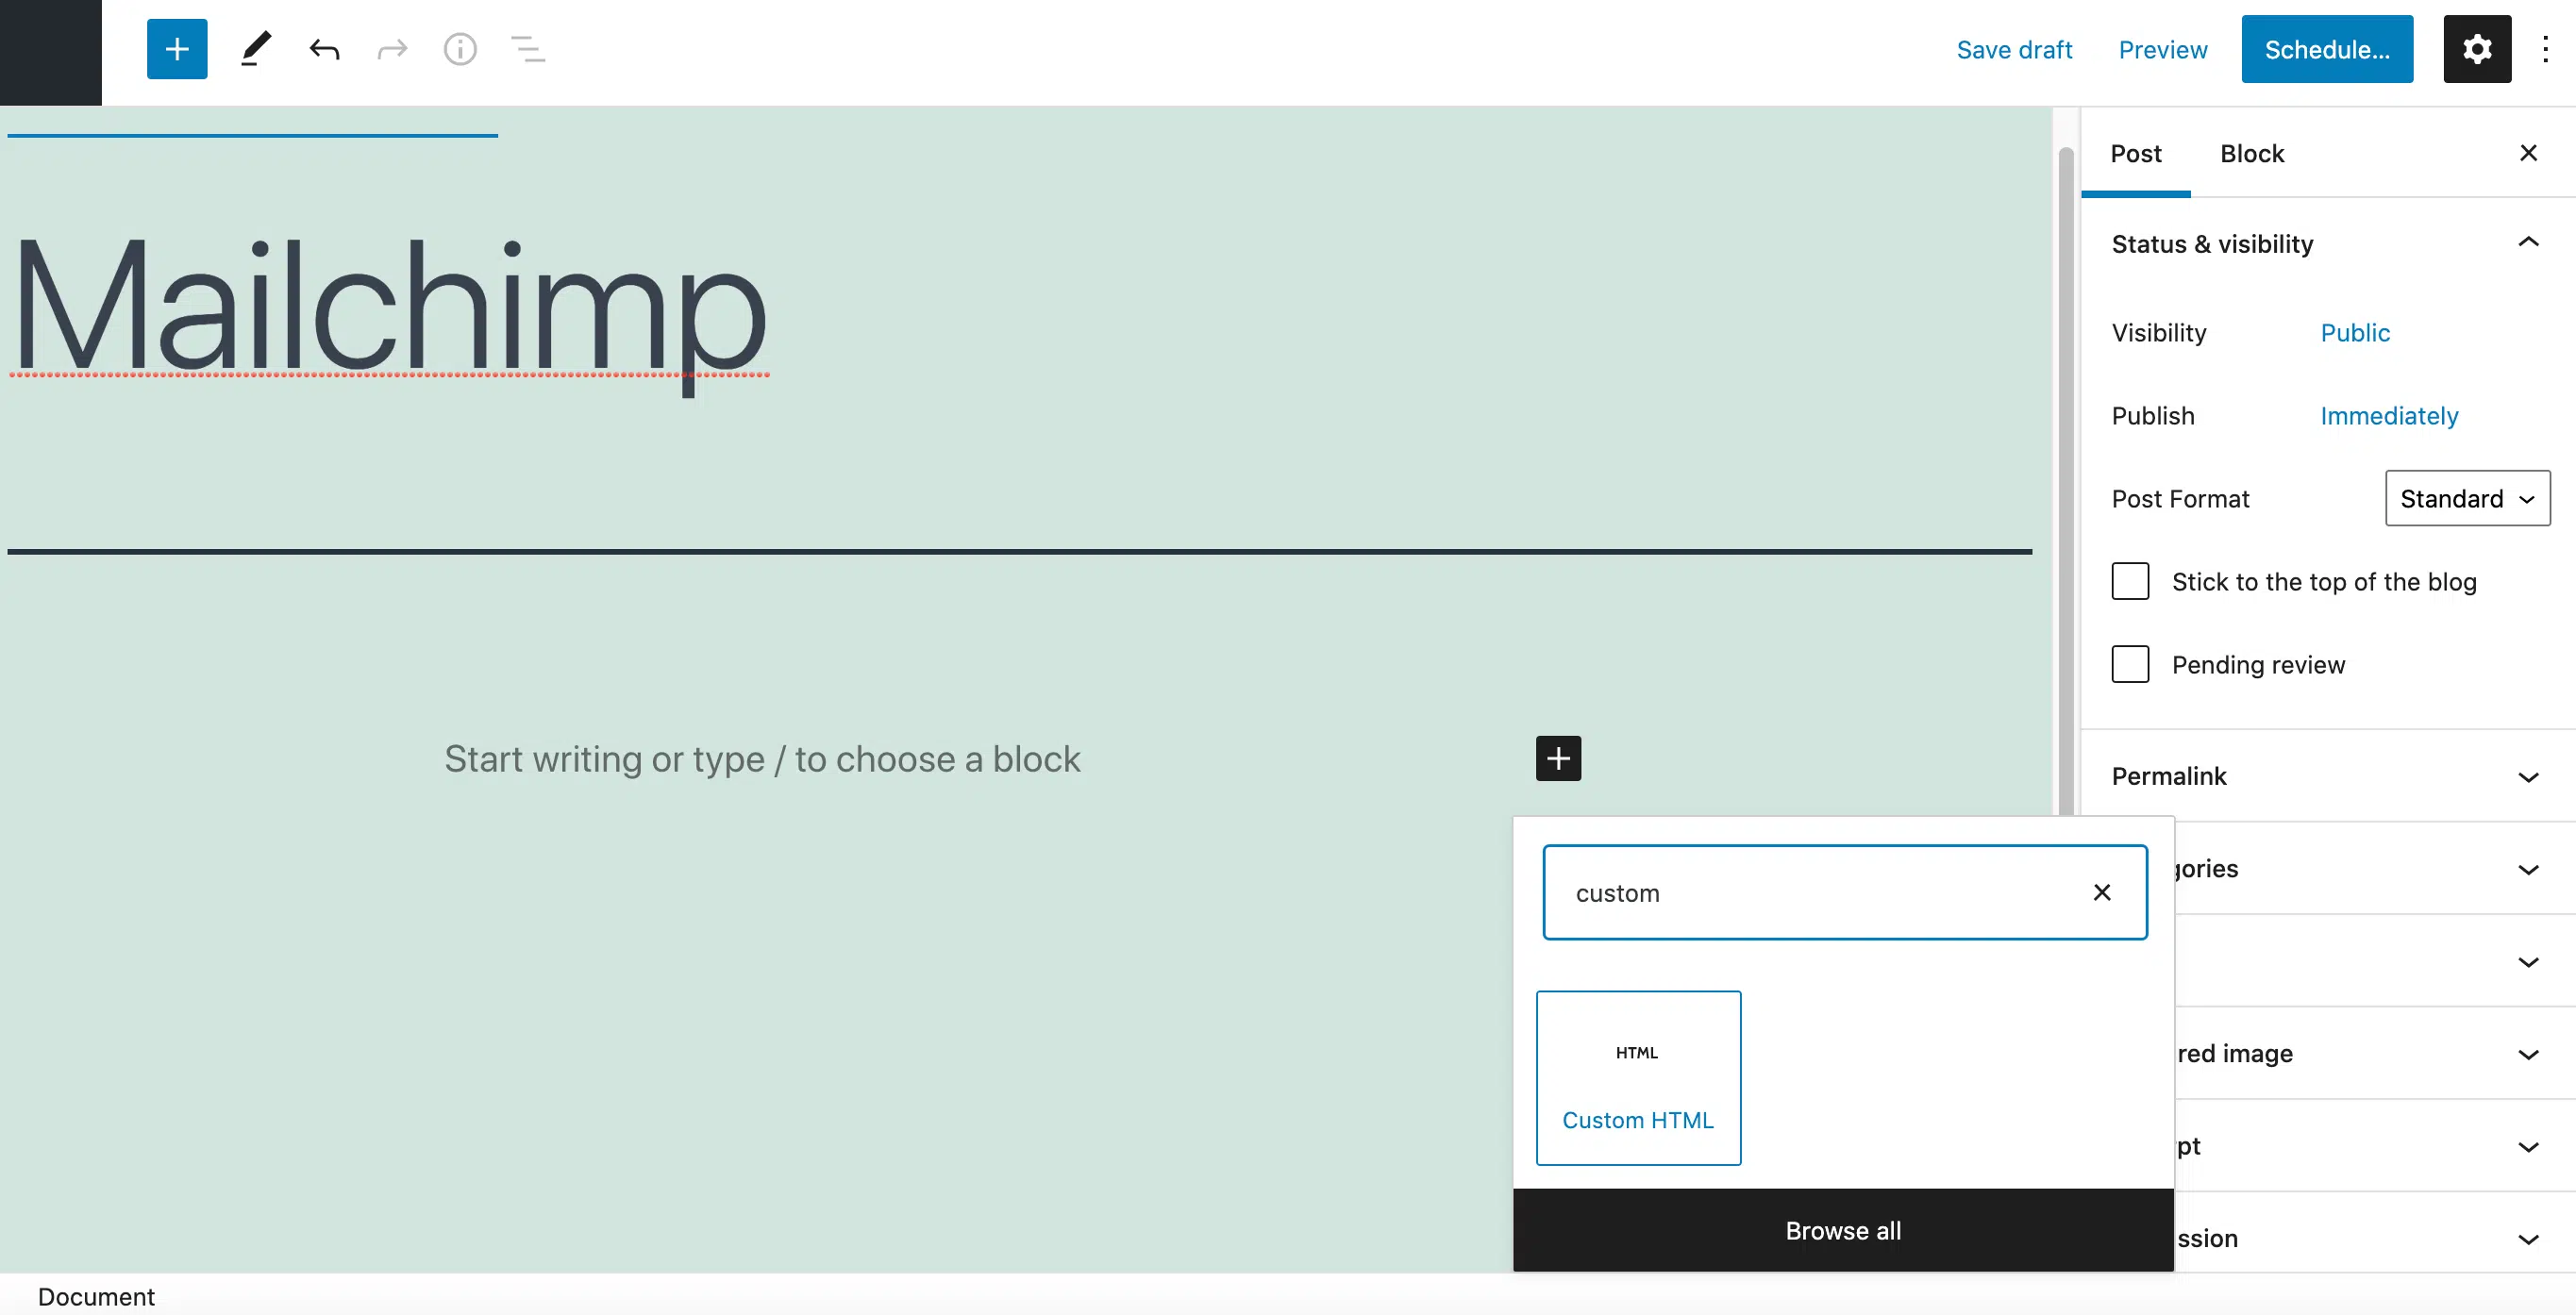 Save draft Preview Schedule...
Post Block
Mailchimp
Status & visibility
Visibility Public
Publish Immediately
Post Format Standard
Stick to the top of the blog
Pending review
Start writing or type / to choose a block
Permalink
custom
gories
HTML
Custom HTML
red image
pt
Browse all
ssion
Document